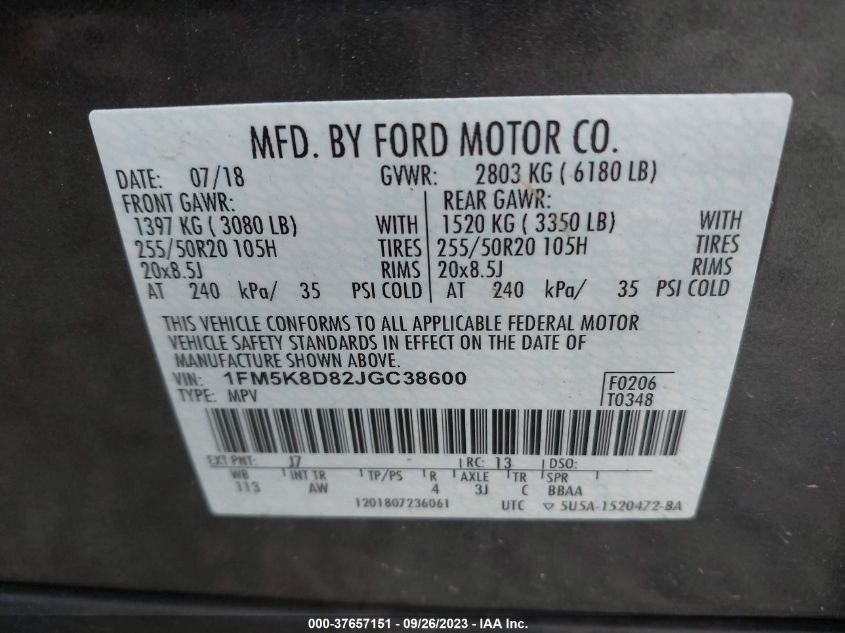 MFD. BY FORD MOTOR CO.
DATE: 07/18 GVWR: 2803 KG ( 6180 LB)
FRONT GAWR: REAR GAWR:
1397 KG ( 3080 LB) WITH 1520 KG ( 3350 LB) WITH
255/50R20 105H TIRES 255/50R20 105H TIRES
20x8.5J RIMS 20x8.5J RIMS
AT 240 kPa/ 35 PSI COLD AT 240 kPa/ 35 PSI COLD
THIS VEHICLE CONFORMS TO ALL APPLICABLE FEDERAL MOTOR
VEHICLE SAFETY STANDARDS IN EFFECT ON THE DATE OF
MANUFACTURE SHOWN ABOVE.
VIN: 1FM5K8D82JGC38600 F0206
TYPE: MPV T0348
EXT PNT: J7 RC: 13 DSO:
WB INT TR TP/PS R AXLE TR SPR
113 AW 4 3J C BBAA
1201807236061 UTC ▽ 5U5A-1520472-BA
000-37657151 — 09/26/2023 — IAA Inc.